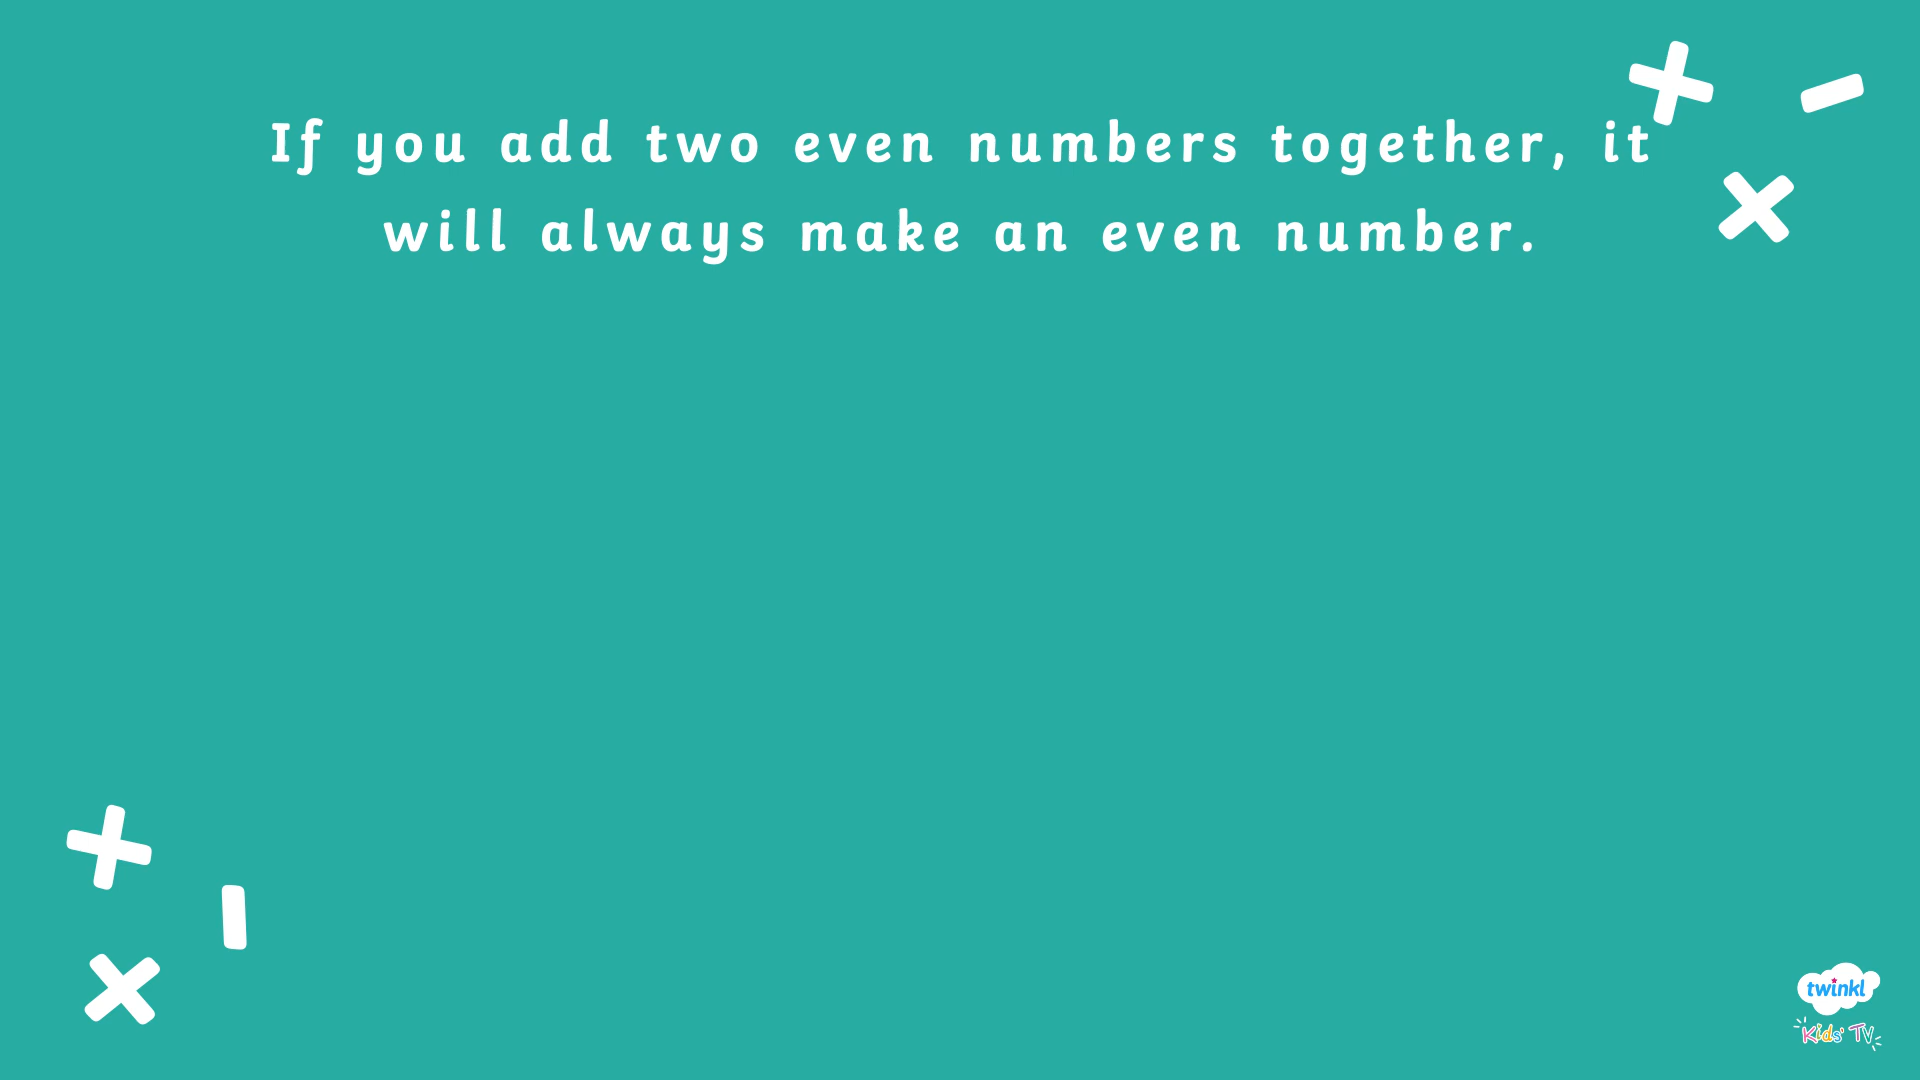 If you add two even numbers together, it
will always make an even number.
twinkl
Kids' TV